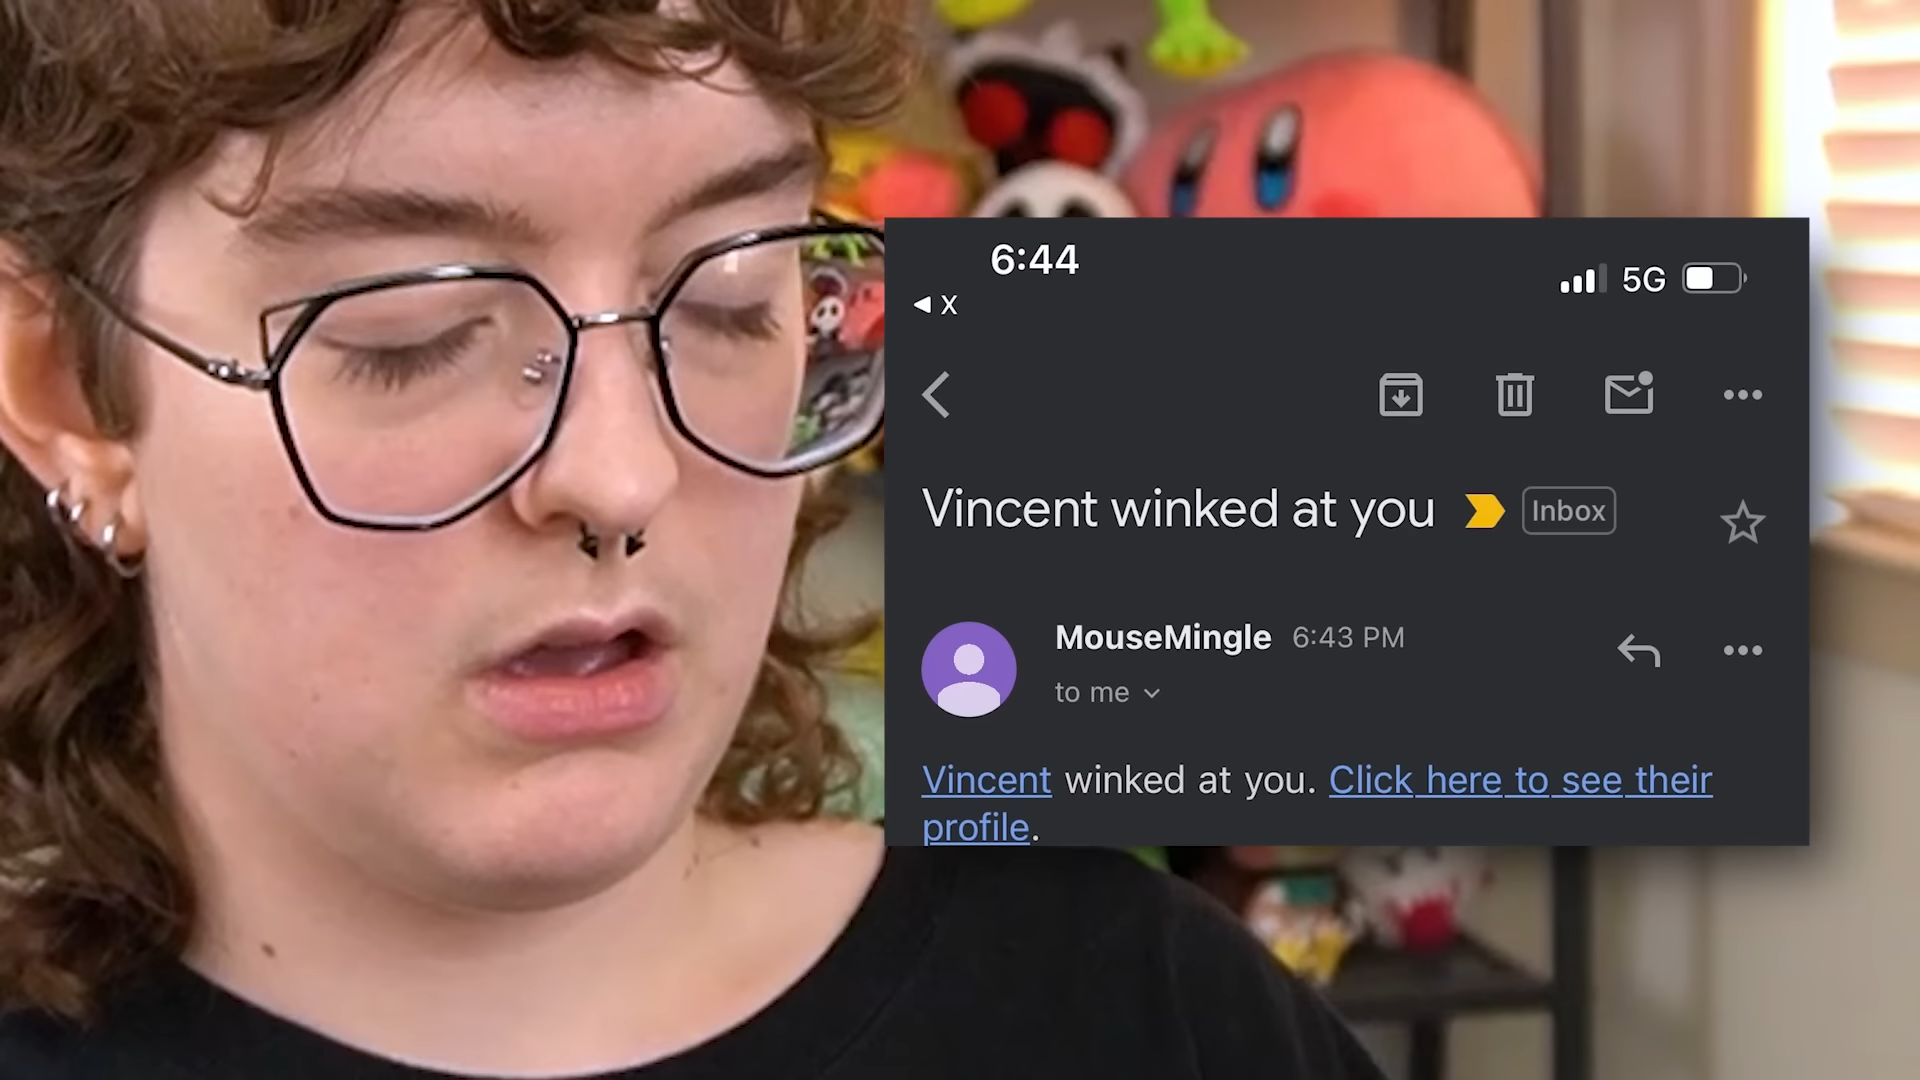 6:44
5G
X
Vincent winked at you Inbox
MouseMingle 6:43 PM
to me
Vincent winked at you. Click here to see their
profile.